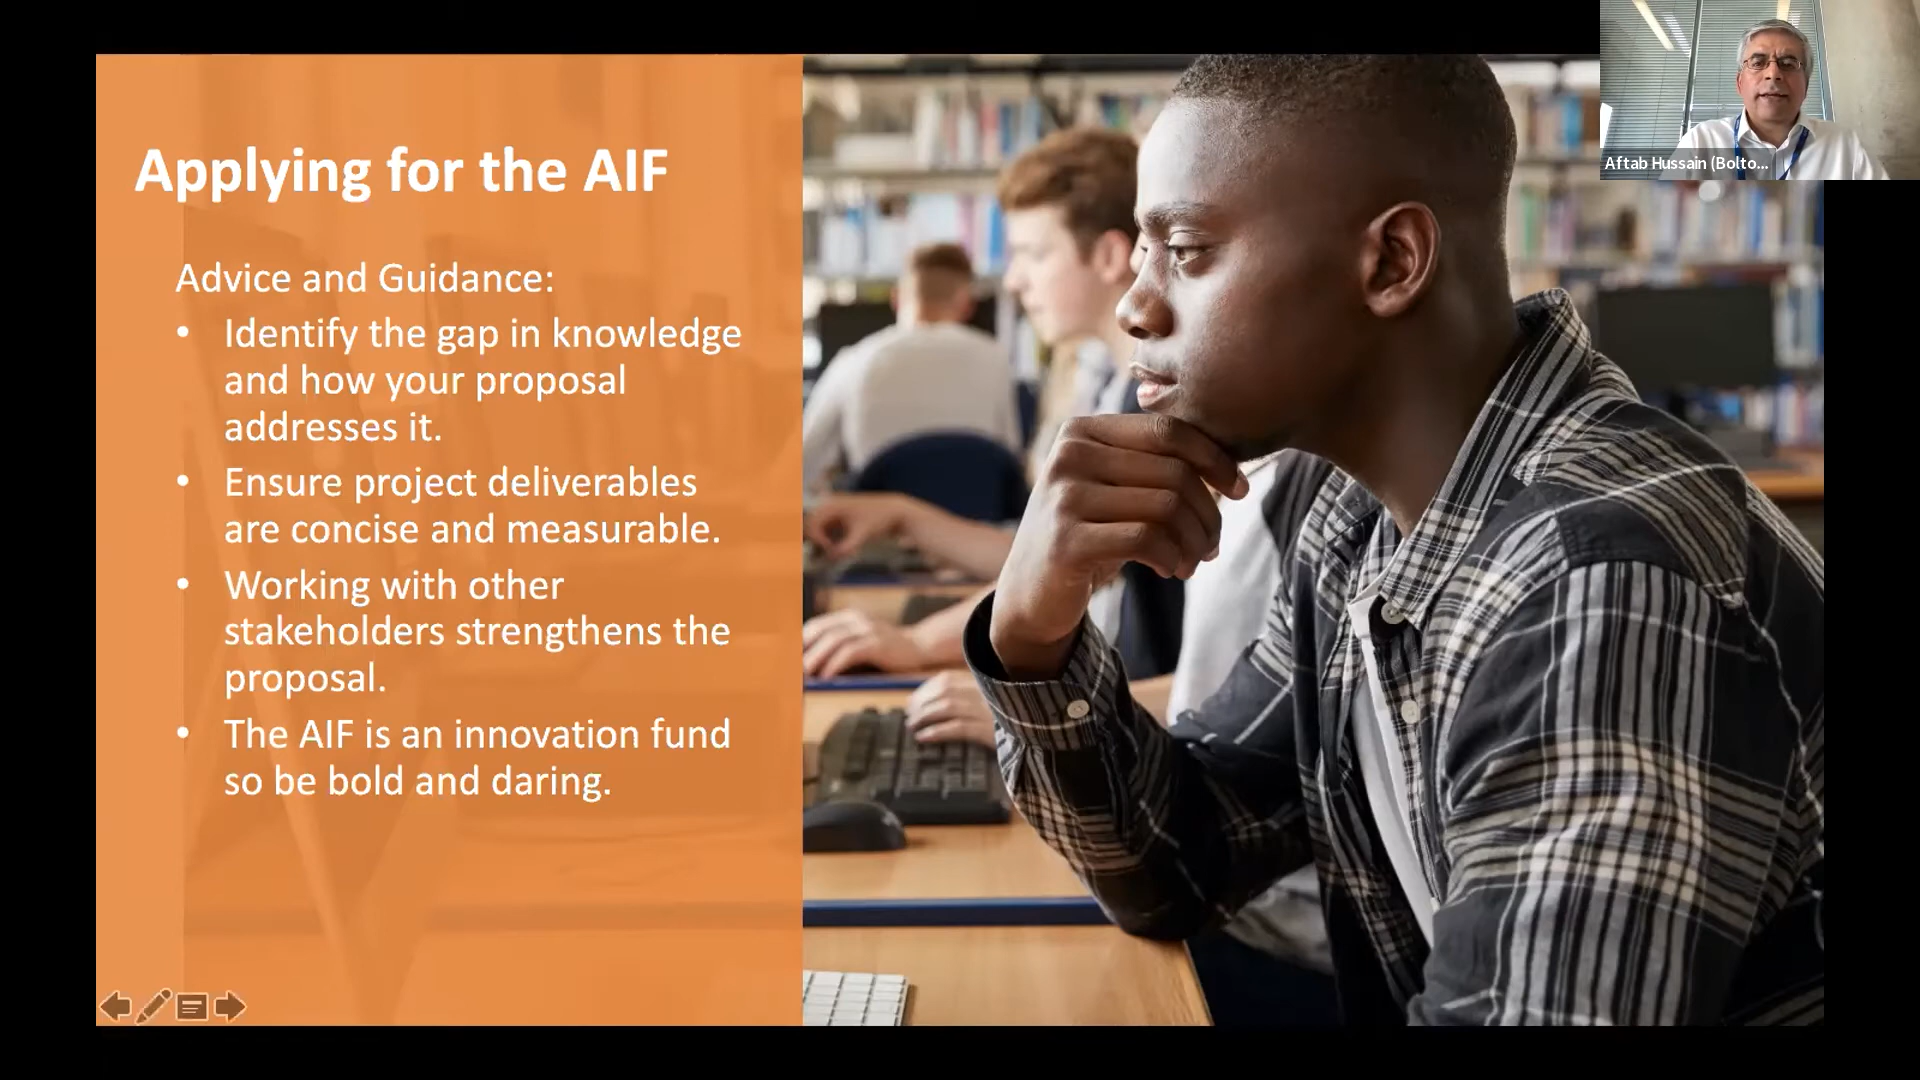 Applying for the AIF
Advice and Guidance:
• Identify the gap in knowledge
and how your proposal
addresses it.
• Ensure project deliverables
are concise and measurable.
• Working with other
stakeholders strengthens the
proposal.
• The AIF is an innovation fund
so be bold and daring.
Aftab Hussain (Bolto...